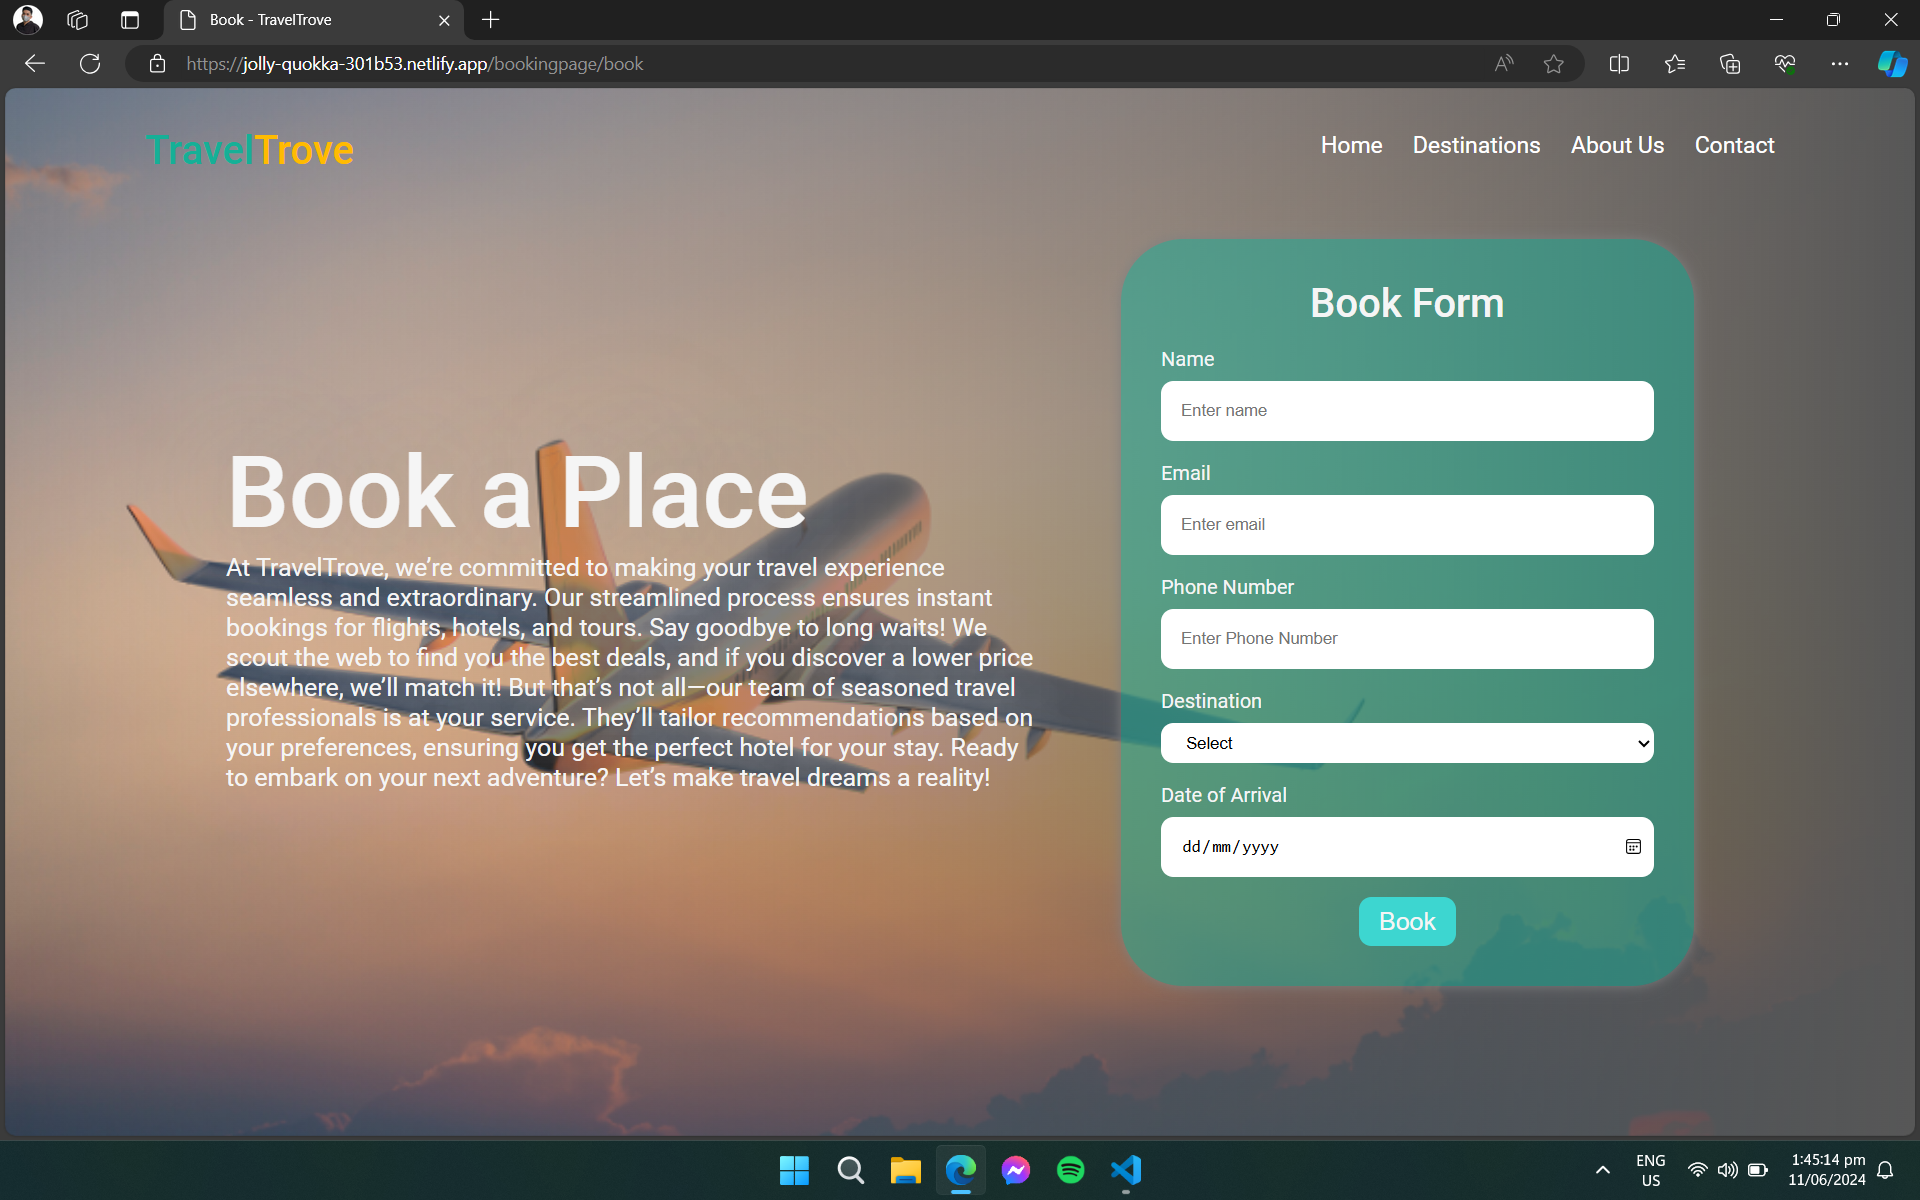 Book - TravelTrove
https://jolly-quokka-301b53.netlify.app/bookingpage/book
TravelTrove
Home Destinations About Us Contact
Book a Place
At TravelTrove, we’re committed to making your travel experience
seamless and extraordinary. Our streamlined process ensures instant
bookings for flights, hotels, and tours. Say goodbye to long waits! We
scout the web to find you the best deals, and if you discover a lower price
elsewhere, we’ll match it! But that’s not all—our team of seasoned travel
professionals is at your service. They’ll tailor recommendations based on
your preferences, ensuring you get the perfect hotel for your stay. Ready
to embark on your next adventure? Let’s make travel dreams a reality!
Book Form
Name
Enter name
Email
Enter email
Phone Number
Enter Phone Number
Destination
Select
Date of Arrival
dd/mm/yyyy
Book
ENG
US
1:45:14 pm
11/06/2024